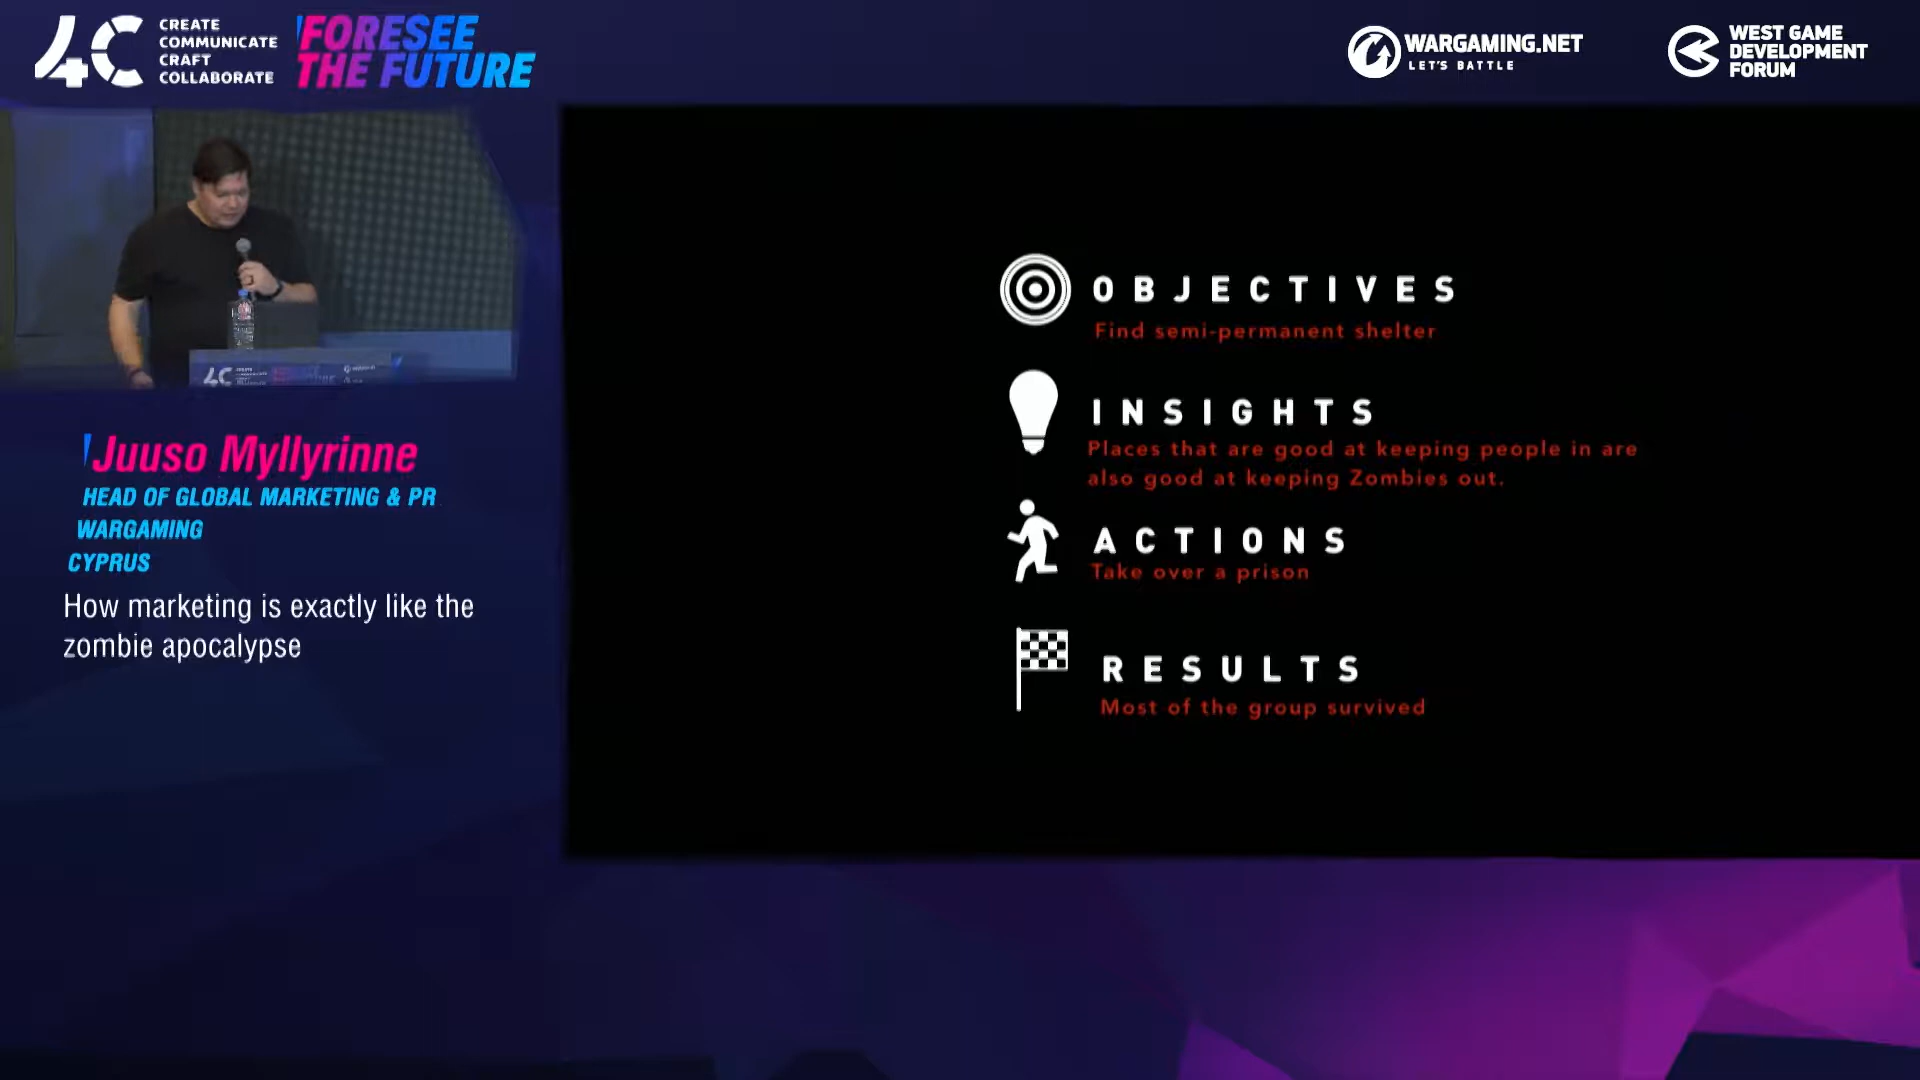 4C
CREATE
COMMUNICATE
CRAFT
COLLABORATE
FORESEE
THE FUTURE
WARGAMING.NET
LET'S BATTLE
WEST GAME
DEVELOPMENT
FORUM
4C
Juuso Myllyrinne
HEAD OF GLOBAL MARKETING & PR
WARGAMING
CYPRUS
How marketing is exactly like the
zombie apocalypse
OBJECTIVES
Find semi-permanent shelter
INSIGHTS
Places that are good at keeping people in are
also good at keeping Zombies out.
ACTIONS
Take over a prison
RESULTS
Most of the group survived